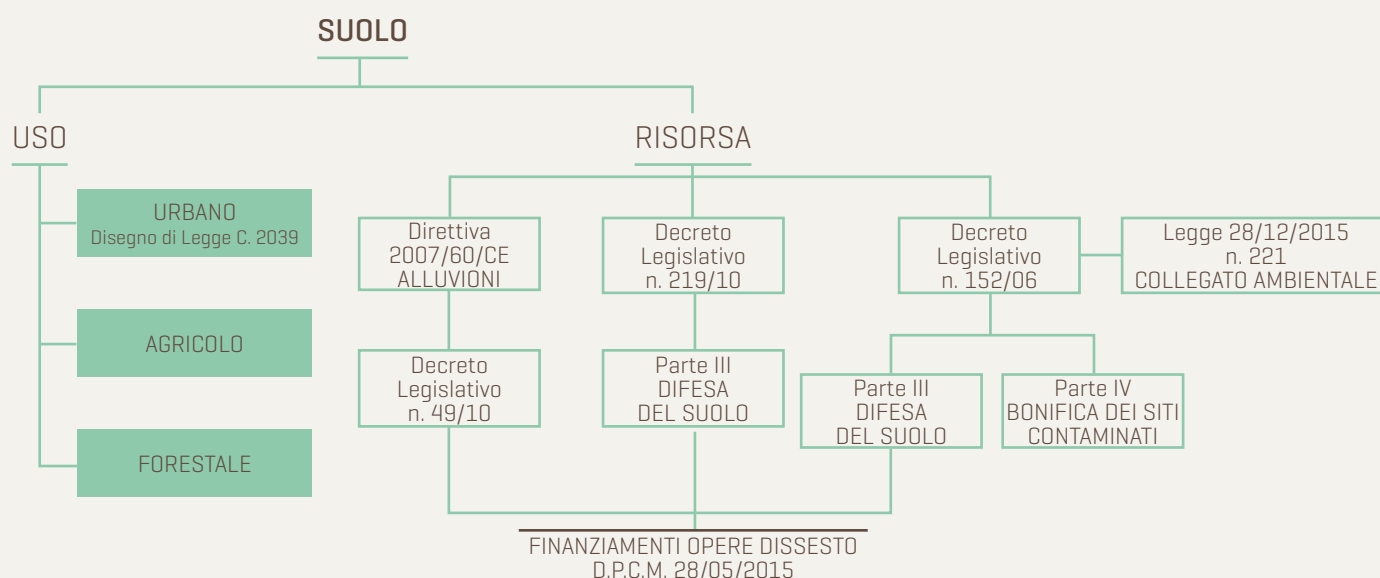 SUOLO
USO
RISORSA
URBANO
Disegno di Legge C. 2039
AGRICOLO
FORESTALE
Direttiva
2007/60/CE
ALLUVIONI
Decreto
Legislativo
n. 219/10
Decreto
Legislativo
n. 152/06
Legge 28/12/2015
n. 221
COLLEGATO AMBIENTALE
Decreto
Legislativo
n. 49/10
Parte III
DIFESA
DEL SUOLO
Parte III
DIFESA
DEL SUOLO
Parte IV
BONIFICA DEI SITI
CONTAMINATI
FINANZIAMENTI OPERE DISSESTO
D.P.C.M. 28/05/2015